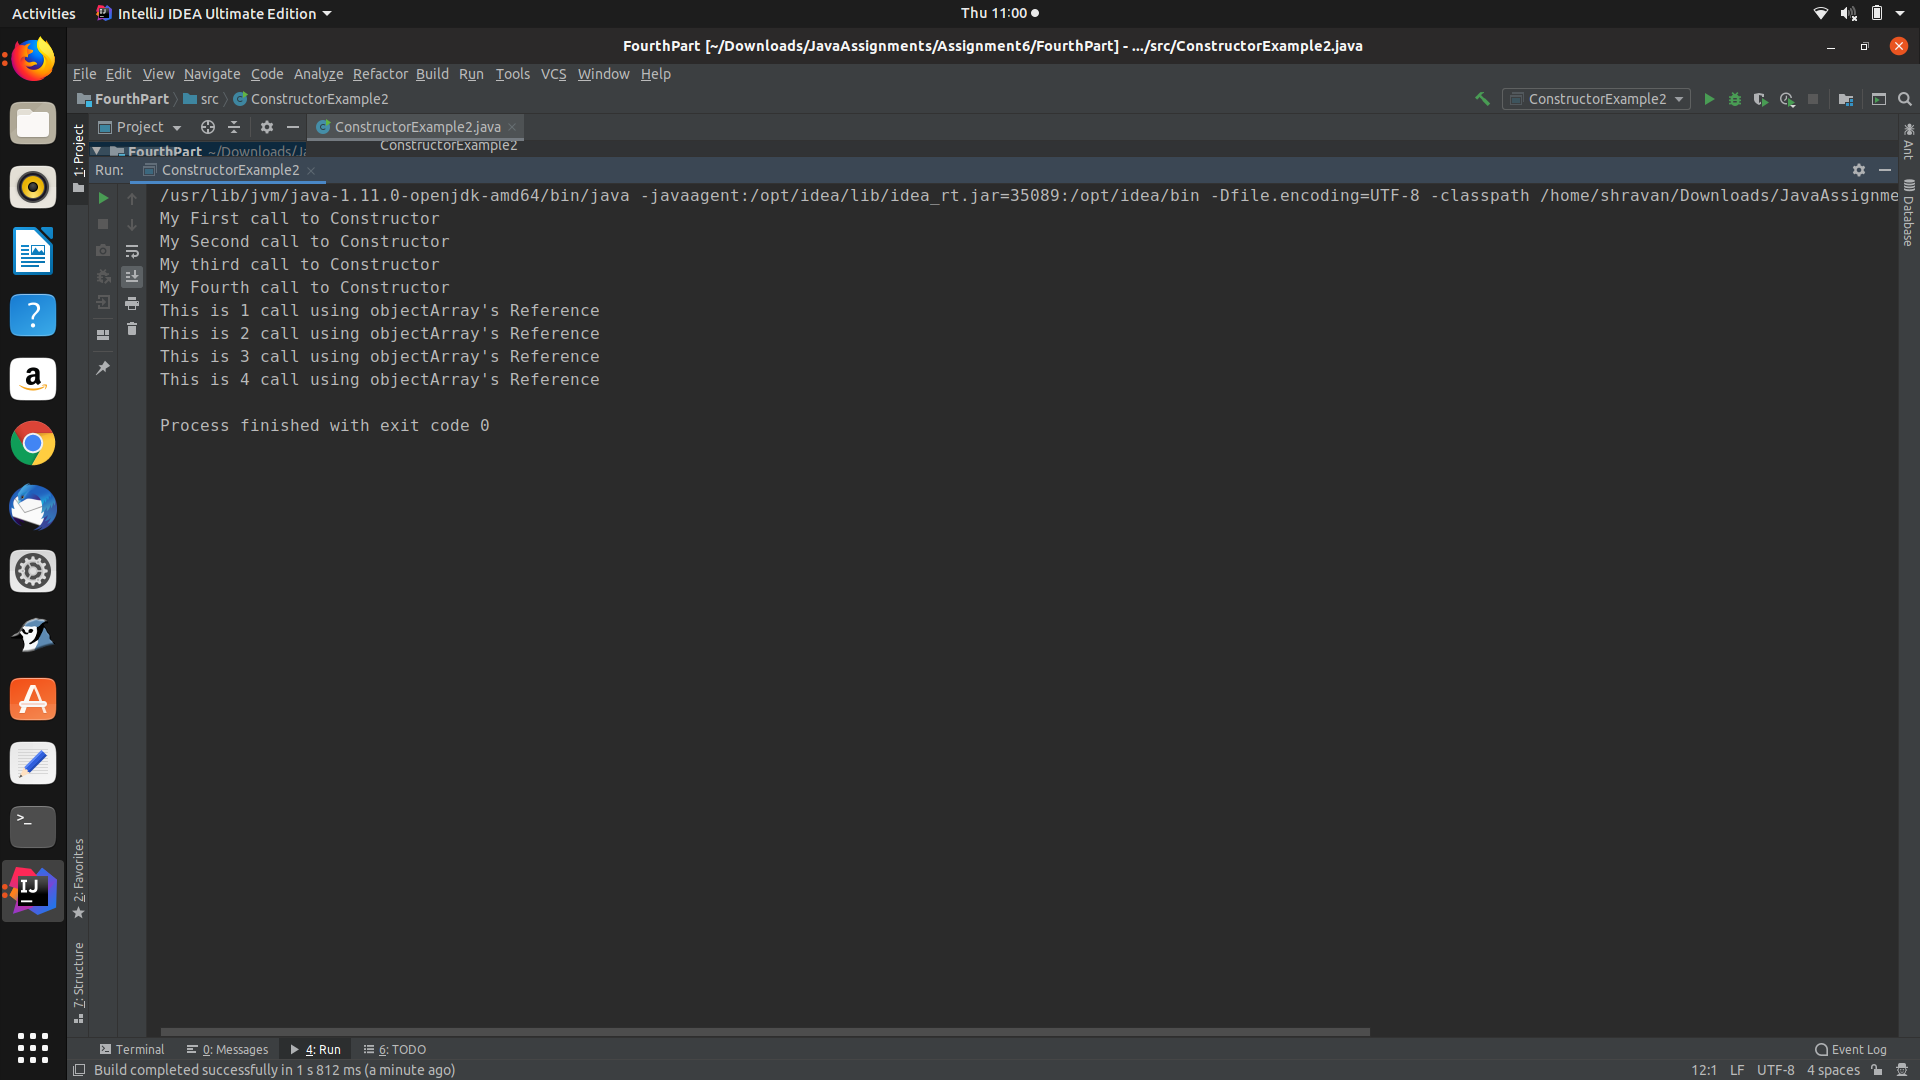 Activities IntelliJ IDEA Ultimate Edition Thu 11:00
FourthPart [~/Downloads/JavaAssignments/Assignment6/FourthPart] - .../src/ConstructorExample2.java
File Edit View Navigate Code Analyze Refactor Build Run Tools VCS Window Help
FourthPart src ConstructorExample2 ConstructorExample2
1: Project Project ConstructorExample2.java
FourthPart ~/Downloads/Ja ConstructorExample2
Run: ConstructorExample2
/usr/lib/jvm/java-1.11.0-openjdk-amd64/bin/java -javaagent:/opt/idea/lib/idea_rt.jar=35089:/opt/idea/bin -Dfile.encoding=UTF-8 -classpath /home/shravan/Downloads/JavaAssignme
My First call to Constructor
My Second call to Constructor
My third call to Constructor
My Fourth call to Constructor
This is 1 call using objectArray's Reference
This is 2 call using objectArray's Reference
This is 3 call using objectArray's Reference
This is 4 call using objectArray's Reference
Process finished with exit code 0
Ant
Database
2: Favorites
7: Structure
Terminal 0: Messages 4: Run 6: TODO Event Log
Build completed successfully in 1 s 812 ms (a minute ago) 12:1 LF UTF-8 4 spaces